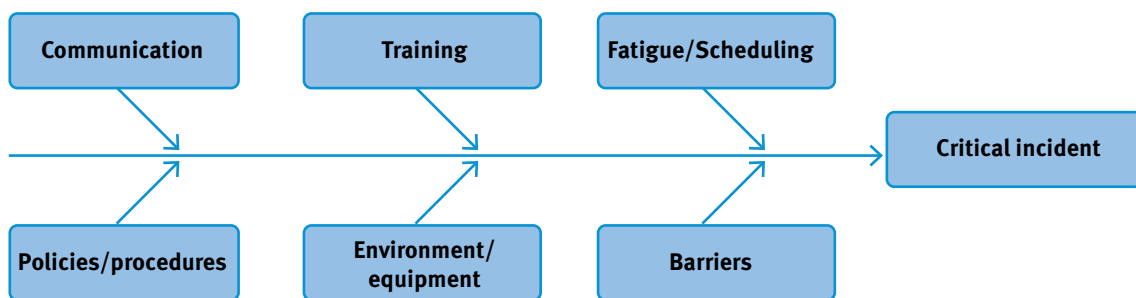 Communication
Training
Fatigue/Scheduling
Critical incident
Policies/procedures
Environment/
equipment
Barriers